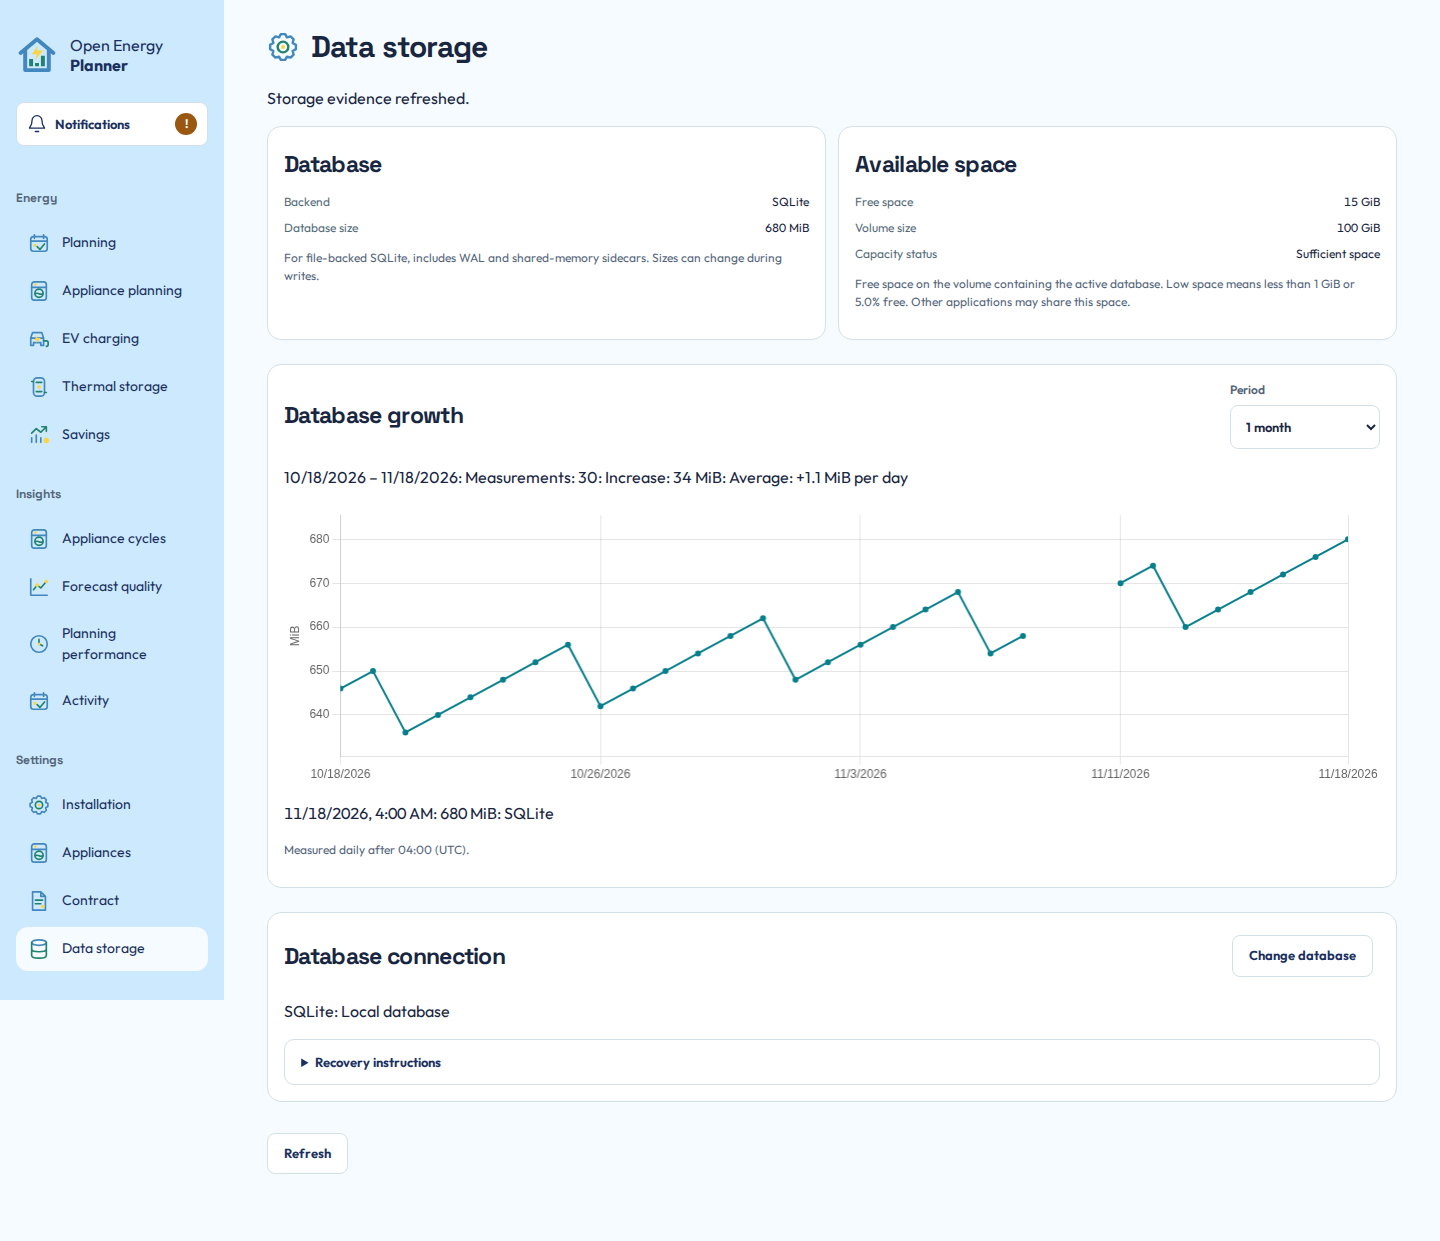 Open Energy
Planner
Notifications
!
Energy
Planning
Appliance planning
EV charging
Thermal storage
Savings
Insights
Appliance cycles
Forecast quality
Planning
performance
Activity
Settings
Installation
Appliances
Contract
Data storage
Data storage
Storage evidence refreshed.
Database
Backend
SQLite
Database size
680 MiB
For file-backed SQLite, includes WAL and shared-memory sidecars. Sizes can change during
writes.
Available space
Free space
15 GiB
Volume size
100 GiB
Capacity status
Sufficient space
Free space on the volume containing the active database. Low space means less than 1 GiB or
5.0% free. Other applications may share this space.
Database growth
Period
1 month
10/18/2026 – 11/18/2026: Measurements: 30: Increase: 34 MiB: Average: +1.1 MiB per day
MiB
680
670
660
650
640
10/18/2026
10/26/2026
11/3/2026
11/11/2026
11/18/2026
11/18/2026, 4:00 AM: 680 MiB: SQLite
Measured daily after 04:00 (UTC).
Database connection
Change database
SQLite: Local database
Recovery instructions
Refresh